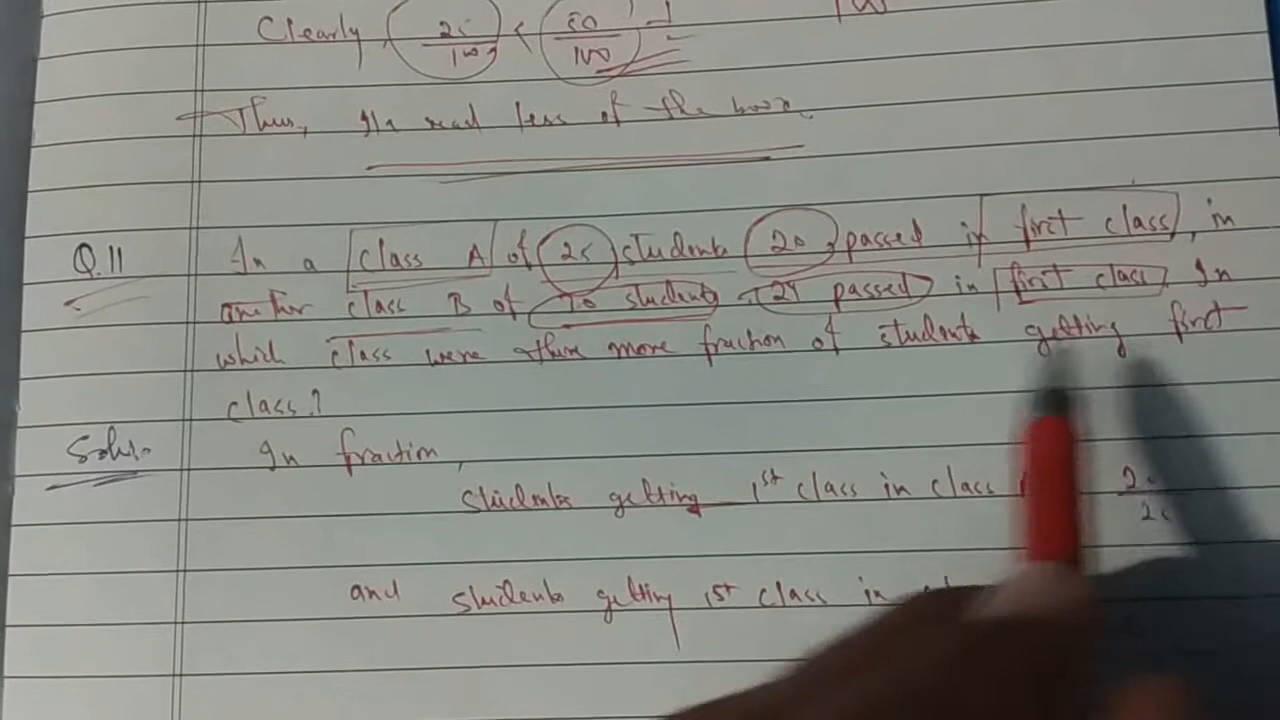 Clearly, 25/100 < 50/100
Thus, read less of the book.
Q.11 In a class A of 25 students 20 passed in first class, in
another class B of 30 students 24 passed in first class. In
which class were there more fraction of students getting first
class?
Soln.
In fraction,
students getting 1st class in class 20/25
and students getting 1st class in